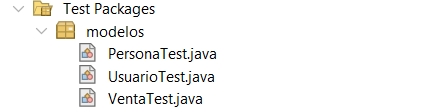 Test Packages
modelos
PersonaTest.java
UsuarioTest.java
VentaTest.java